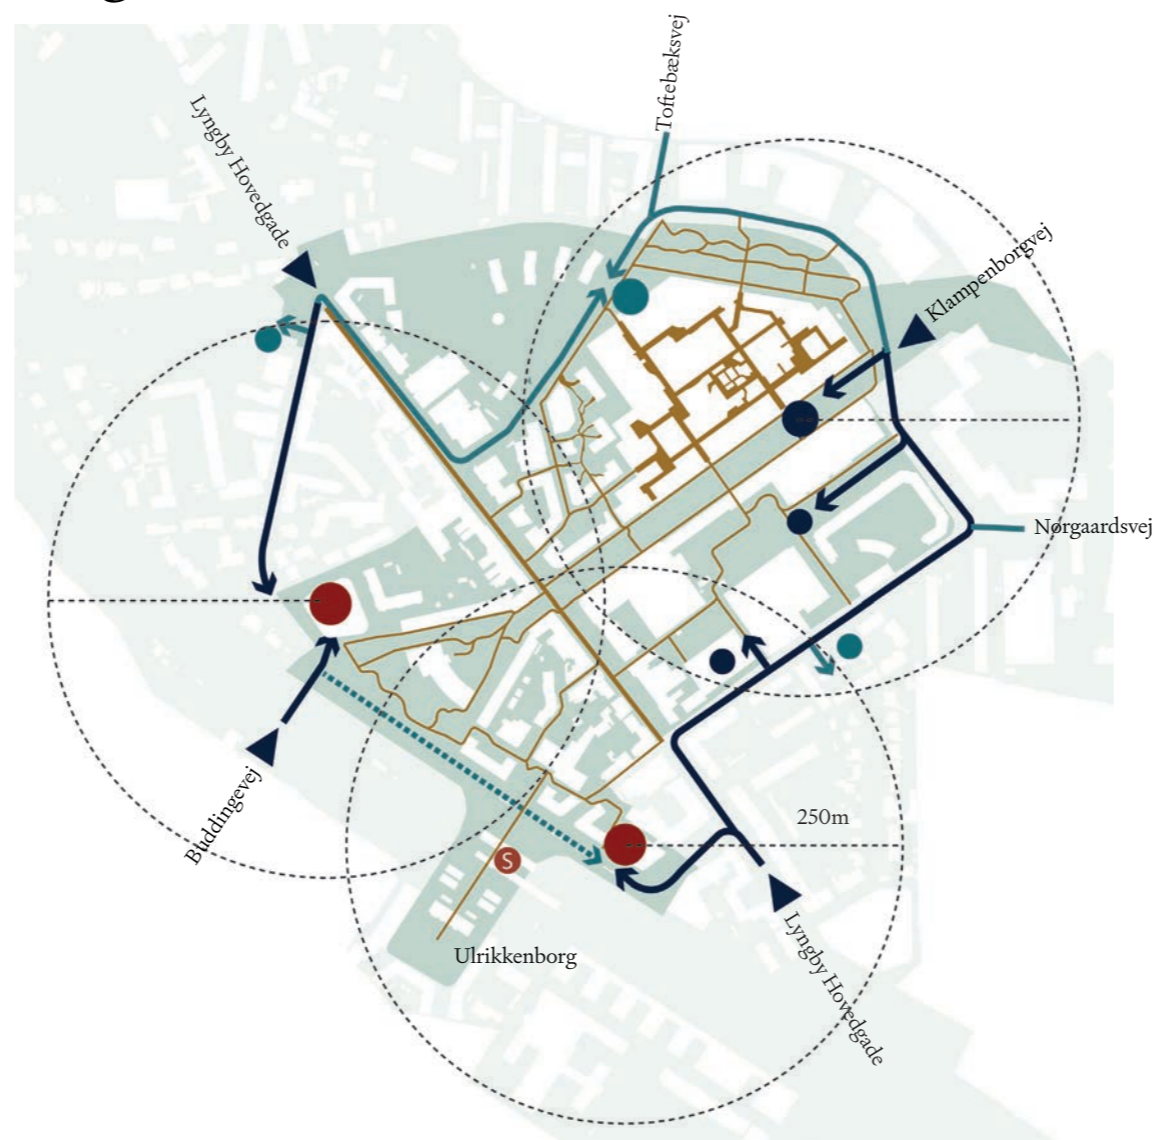 Toftebæksvej
Lyngby Hovedgade
Klampenborgvej
Nørgaardsvej
Buddingevej
250m
S
Ulrikkenborg
Lyngby Hovedgade